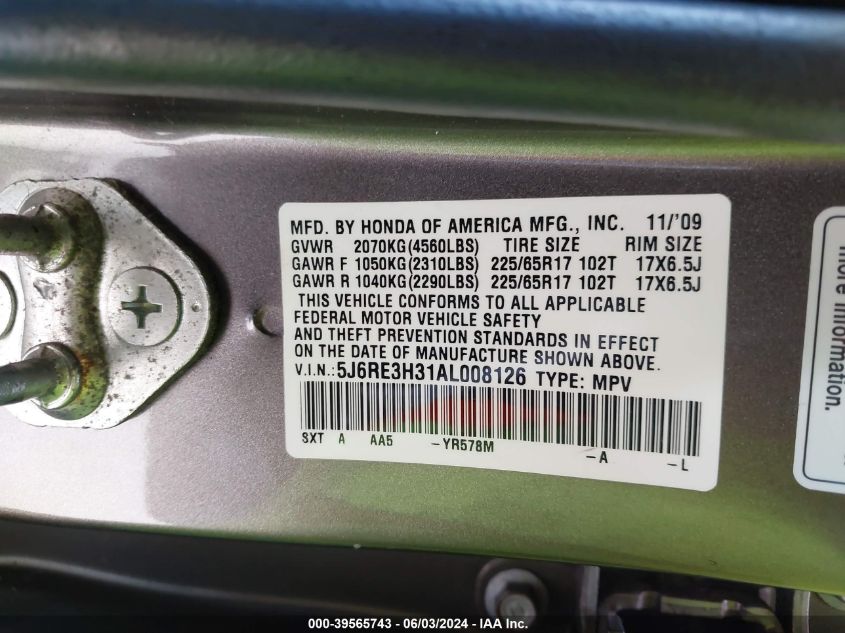 MFD. BY HONDA OF AMERICA MFG., INC. 11/'09
GVWR 2070KG(4560LBS) TIRE SIZE RIM SIZE
GAWR F 1050KG(2310LBS) 225/65R17 102T 17X6.5J
GAWR R 1040KG(2290LBS) 225/65R17 102T 17X6.5J
THIS VEHICLE CONFORMS TO ALL APPLICABLE
FEDERAL MOTOR VEHICLE SAFETY
AND THEFT PREVENTION STANDARDS IN EFFECT
ON THE DATE OF MANUFACTURE SHOWN ABOVE.
V.I.N.: 5J6RE3H31AL008126 TYPE: MPV
SXT A AA5 -YR578M -A -L
more information.
000-39565743 - 06/03/2024 - IAA Inc.